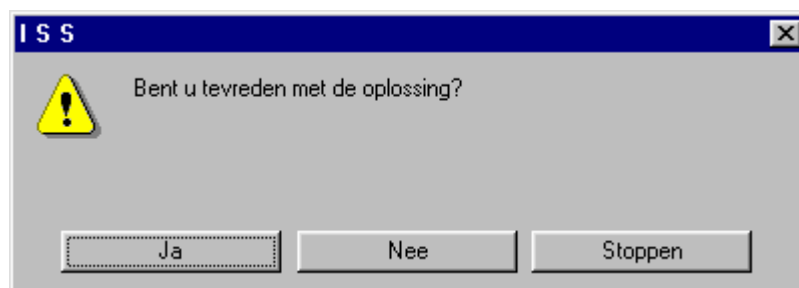 I S S
Bent u tevreden met de oplossing?
Ja
Nee
Stoppen